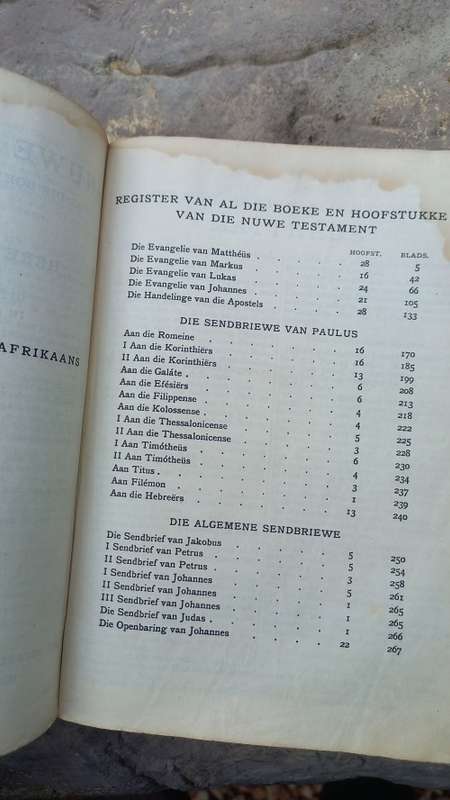 AFRIKAANS
REGISTER VAN AL DIE BOEKE EN HOOFSTUKKE
VAN DIE NUWE TESTAMENT
HOOFST. BLADS.
Die Evangelie van Matthéüs . . . . . 28 5
Die Evangelie van Markus . . . . . 16 42
Die Evangelie van Lukas . . . . . 24 66
Die Evangelie van Johannes . . . . . 21 105
Die Handelinge van die Apostels . . . . 28 133
DIE SENDBRIEWE VAN PAULUS
Aan die Romeine . . . . . 16 170
I Aan die Korinthiërs . . . . . 16 185
II Aan die Korinthiërs . . . . . 13 199
Aan die Galáte . . . . . . 6 208
Aan die Efésiërs . . . . . 6 213
Aan die Filippense . . . . . 4 218
Aan die Kolossense . . . . . 4 222
I Aan die Thessalonicense . . . . 5 225
II Aan die Thessalonicense . . . . 3 228
I Aan Timótheüs . . . . . 6 230
II Aan Timótheüs . . . . . 4 234
Aan Titus . . . . . . 3 237
Aan Filémon . . . . . 1 239
Aan die Hebreërs . . . . . 13 240
DIE ALGEMENE SENDBRIEWE
Die Sendbrief van Jakobus . . . . 5 250
I Sendbrief van Petrus . . . . . 5 254
II Sendbrief van Petrus . . . . . 3 258
I Sendbrief van Johannes . . . . 5 261
II Sendbrief van Johannes . . . . 1 265
III Sendbrief van Johannes . . . . 1 265
Die Sendbrief van Judas . . . . . 1 266
Die Openbaring van Johannes . . . . 22 267